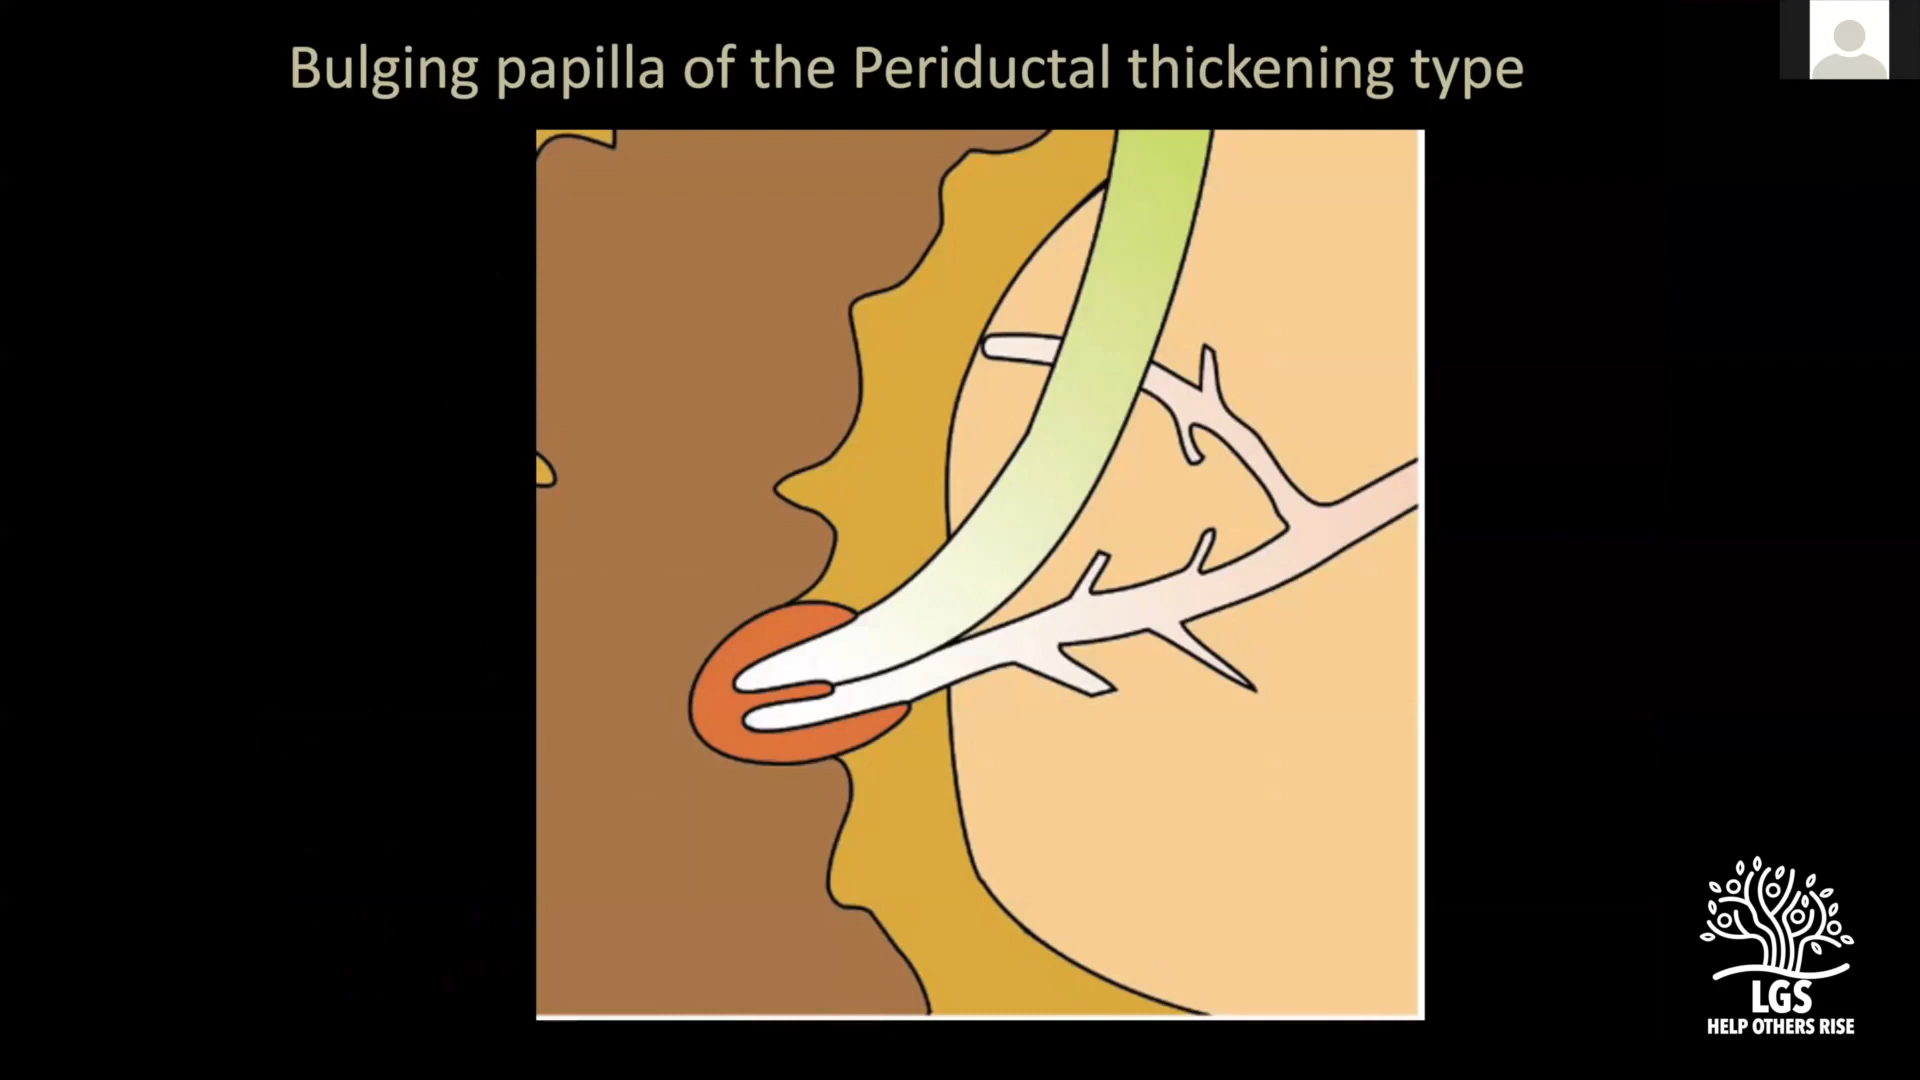 Bulging papilla of the Periductal thickening type
LGS
HELP OTHERS RISE